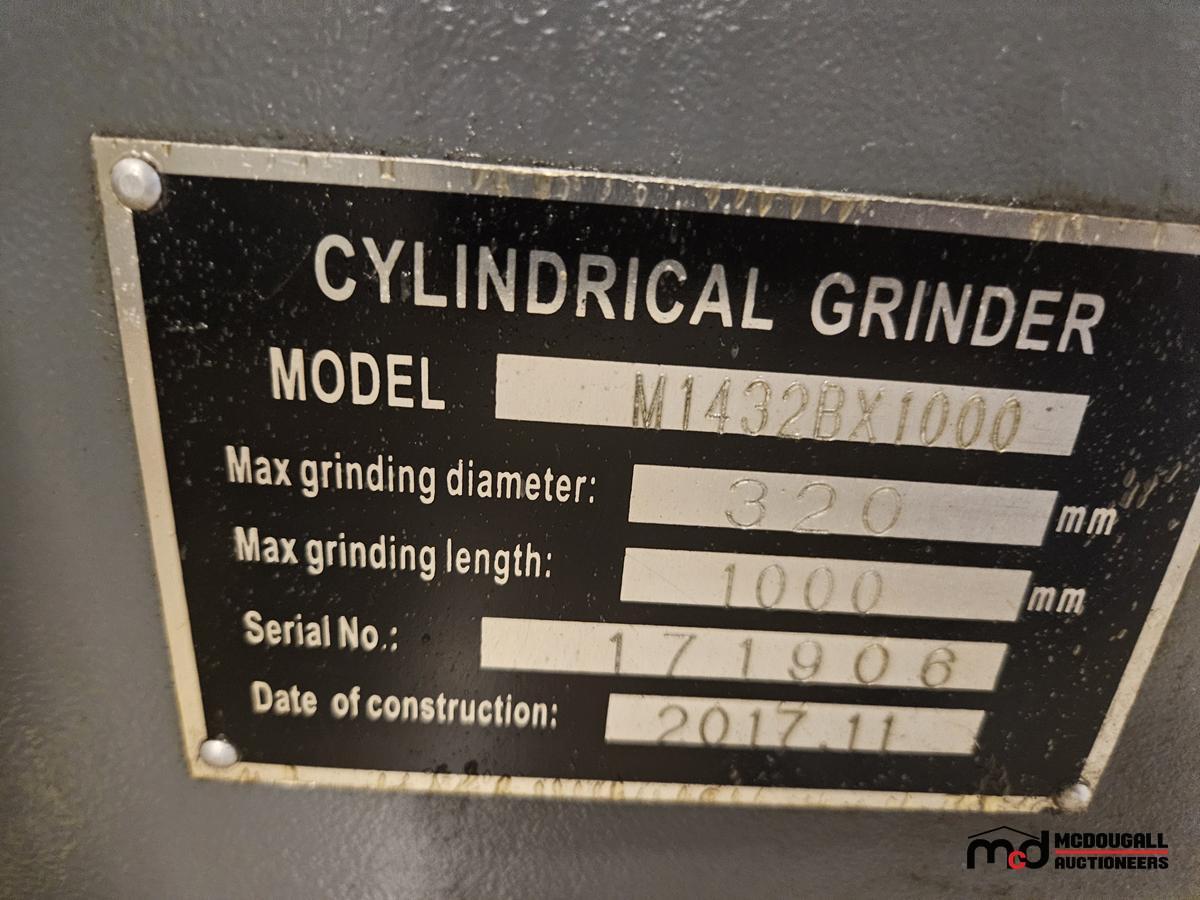 CYLINDRICAL GRINDER
MODEL M1432BX1000
Max grinding diameter: 320 mm
Max grinding length: 1000 mm
Serial No.: 171906
Date of construction: 2017.11
mcd MCDOUGALL
AUCTIONEERS